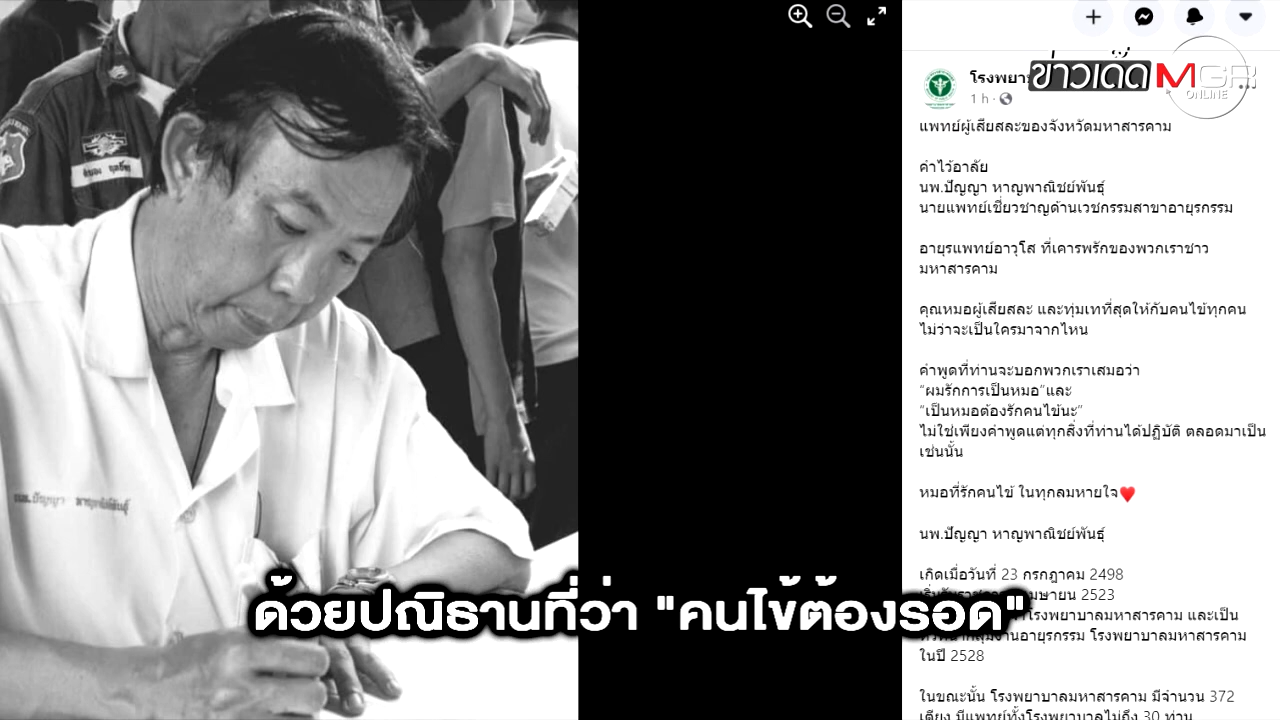 ข่าวเด็ด MGR
ONLINE
1 h
แพทย์ผู้เสียสละของจังหวัดมหาสารคาม
คำไว้อาลัย
นพ.ปัญญา หาญพาณิชย์พันธุ์
นายแพทย์เชี่ยวชาญด้านเวชกรรมสาขาอายุรกรรม
อายุรแพทย์อาวุโส ที่เคารพรักของพวกเราชาว
มหาสารคาม
คุณหมอผู้เสียสละ และทุ่มเทที่สุดให้กับคนไข้ทุกคน
ไม่ว่าจะเป็นใครมาจากไหน
คำพูดที่ท่านจะบอกพวกเราเสมอว่า
"ผมรักการเป็นหมอ"และ
"เป็นหมอต้องรักคนไข้นะ"
ไม่ใช่เพียงคำพูดแต่ทุกสิ่งที่ท่านได้ปฏิบัติ ตลอดมาเป็น
เช่นนั้น
หมอที่รักคนไข้ ในทุกลมหายใจ❤
นพ.ปัญญา หาญพาณิชย์พันธุ์
เกิดเมื่อวันที่ 23 กรกฎาคม 2498
2523
โรงพยาบาลมหาสารคาม และเป็น
โรงพยาบาลมหาสารคาม
ในปี 2528
ในขณะนั้น โรงพยาบาลมหาสารคาม มีจำนวน 372
เตียง มีแพทย์ทั้งโรงพยาบาลไม่ถึง 30 ท่าน
ด้วยปณิธานที่ว่า "คนไข้ต้องรอด"